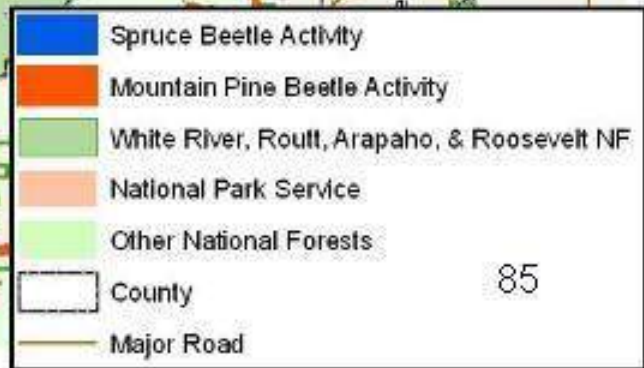 Spruce Beetle Activity
Mountain Pine Beetle Activity
White River, Routt, Arapaho, & Roosevelt NF
National Park Service
Other National Forests
85
County
Major Road